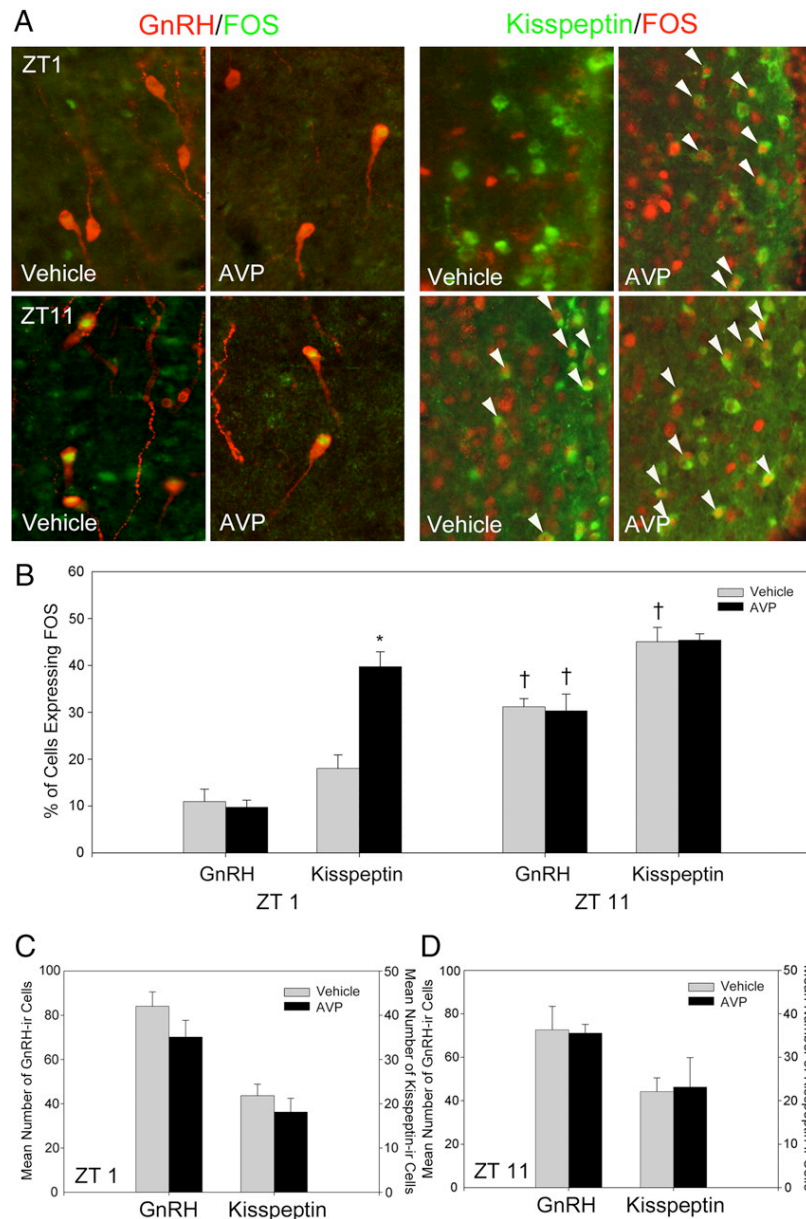 A
GnRH/FOS
Kisspeptin/FOS
ZT1
Vehicle
AVP
Vehicle
AVP
ZT11
Vehicle
AVP
Vehicle
AVP
B
% of Cells Expressing FOS
60
50
40
30
20
10
0
Vehicle
AVP
*
†
†
†
GnRH
Kisspeptin
GnRH
Kisspeptin
ZT 1
ZT 11
C
Mean Number of GnRH-ir Cells
100
80
60
40
20
0
Vehicle
AVP
50
40
30
20
10
0
Mean Number of Kisspeptin-ir Cells
ZT 1
GnRH
Kisspeptin
D
Mean Number of GnRH-ir Cells
100
80
60
40
20
0
Vehicle
AVP
50
40
30
20
10
0
ZT 11
GnRH
Kisspeptin